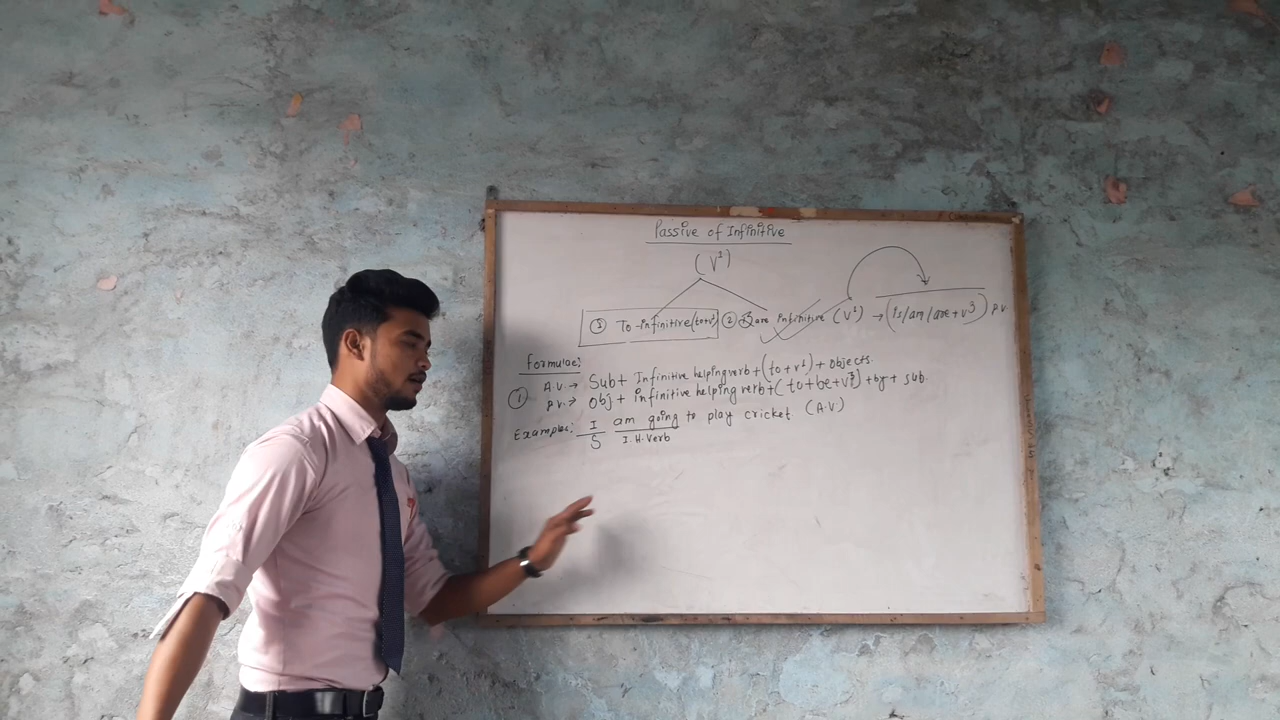 Passive of Infinitive
(V¹)
① To-infinitive (to+v¹) ② Bare infinitive (V¹) → (is/am/are+v³) P.V.
Formulae:
① A.V. → Sub+ Infinitive helping verb+(to+v¹)+objects.
P.V. → Obj+ infinitive helping verb+(to+be+v³)+by+ sub.
Examples: I am going to play cricket (A.V)
S I.H.Verb